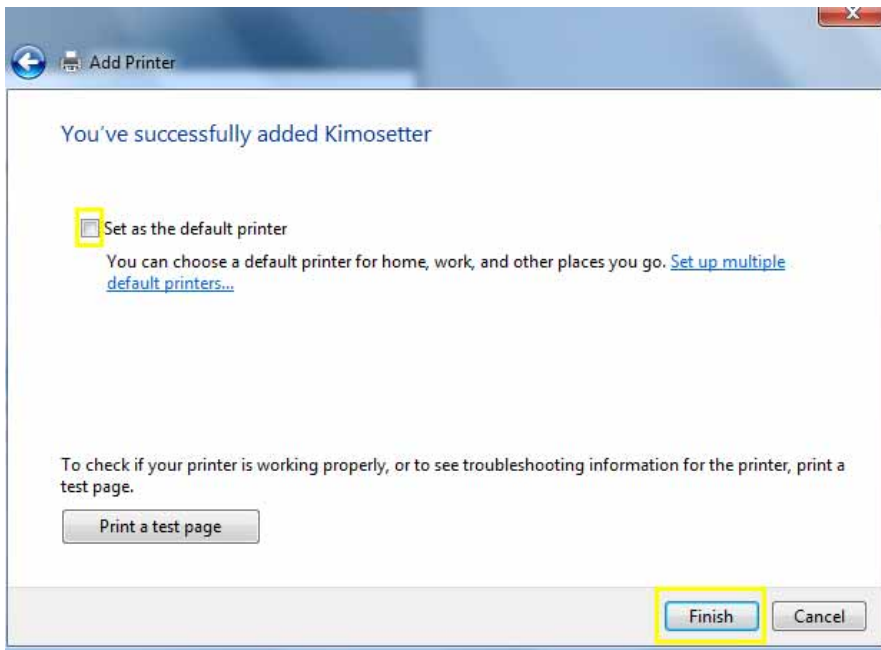 Add Printer
You've successfully added Kimosetter
Set as the default printer
You can choose a default printer for home, work, and other places you go. Set up multiple
default printers...
To check if your printer is working properly, or to see troubleshooting information for the printer, print a
test page.
Print a test page
Finish Cancel